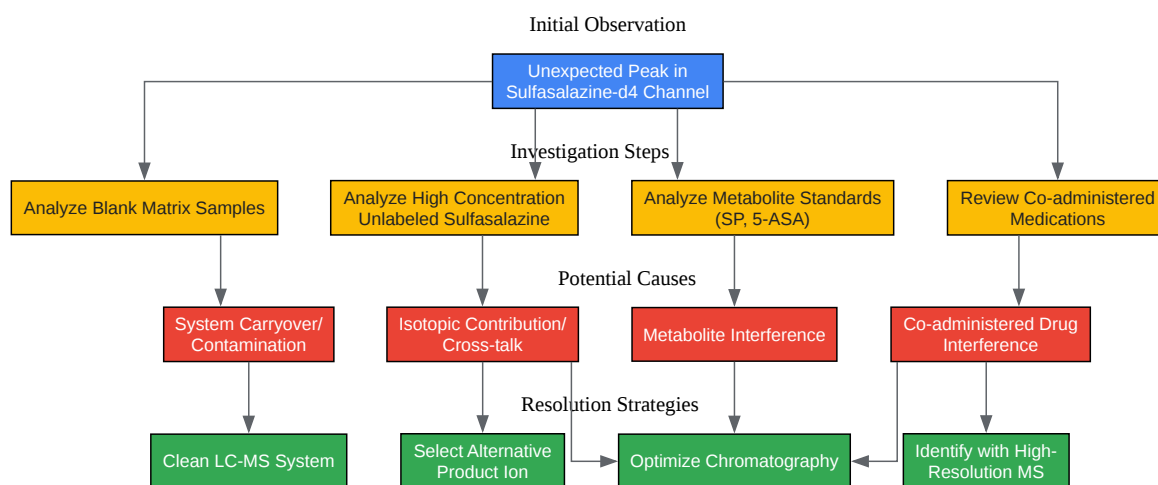 Initial Observation
Unexpected Peak in
Sulfasalazine-d4 Channel
Investigation Steps
Analyze Blank Matrix Samples
Analyze High Concentration
Unlabeled Sulfasalazine
Analyze Metabolite Standards
(SP, 5-ASA)
Review Co-administered
Medications
Potential Causes
System Carryover/
Contamination
Isotopic Contribution/
Cross-talk
Metabolite Interference
Co-administered Drug
Interference
Resolution Strategies
Clean LC-MS System
Select Alternative
Product Ion
Optimize Chromatography
Identify with High-
Resolution MS